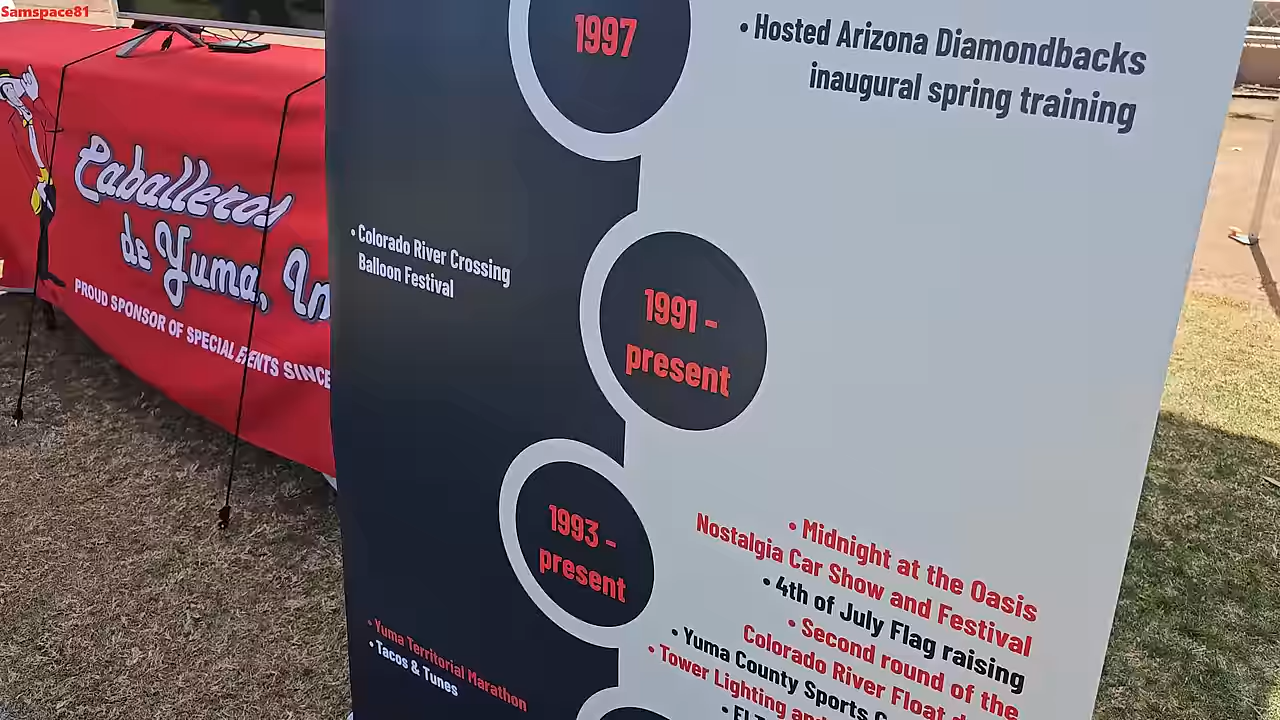 Samspace81
Caballeros
de Yuma,
PROUD SPONSOR OF SPECIAL EVENTS SINCE
1997
• Hosted Arizona Diamondbacks
inaugural spring training
• Colorado River Crossing
Balloon Festival
1991 -
present
1993 -
present
• Midnight at the Oasis
Nostalgia Car Show and Festival
• 4th of July Flag raising
• Second round of the
Colorado River Float
• Yuma County Sports
• Tower Lighting and
• Yuma Territorial Marathon
• Tacos & Tunes